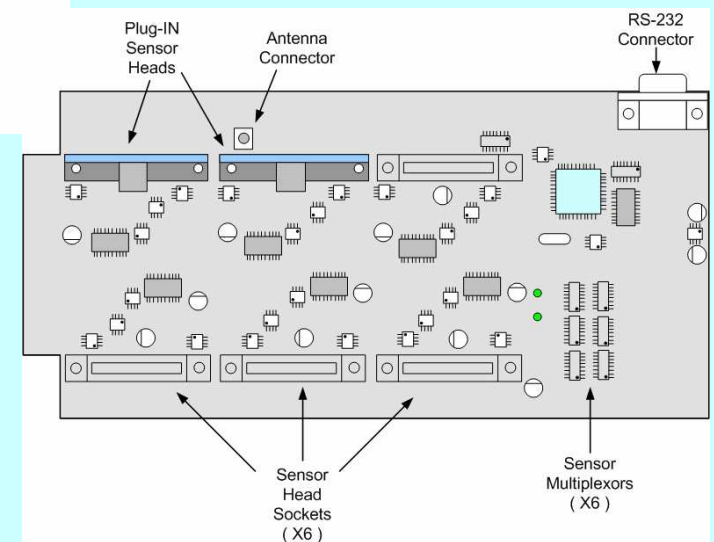 Plug-IN
Sensor
Heads
Antenna
Connector
RS-232
Connector
Sensor
Head
Sockets
( X6 )
Sensor
Multiplexors
( X6 )